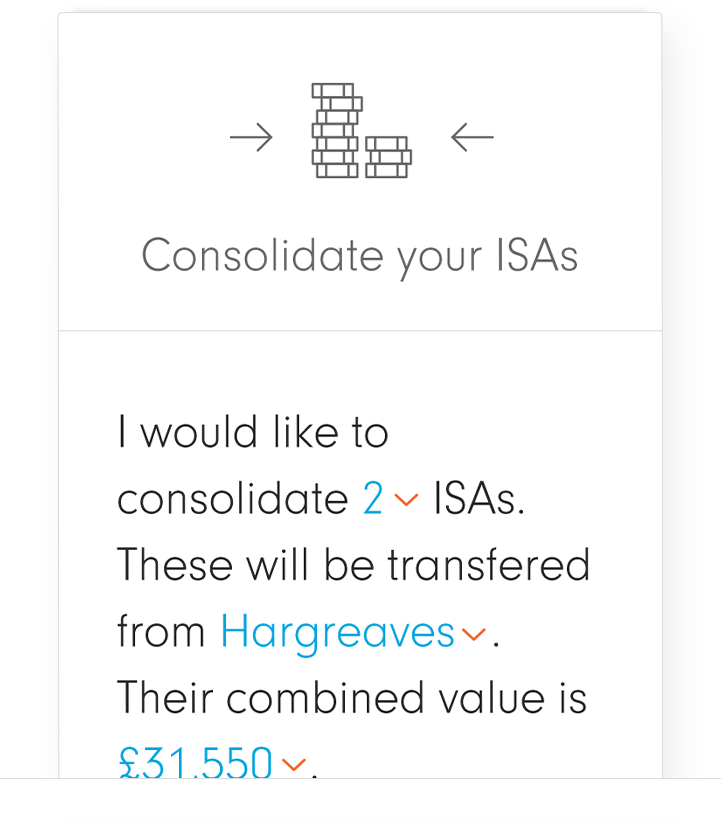 Consolidate your ISAs
I would like to
consolidate 2 ISAs.
These will be transfered
from Hargreaves.
Their combined value is
£31,550.